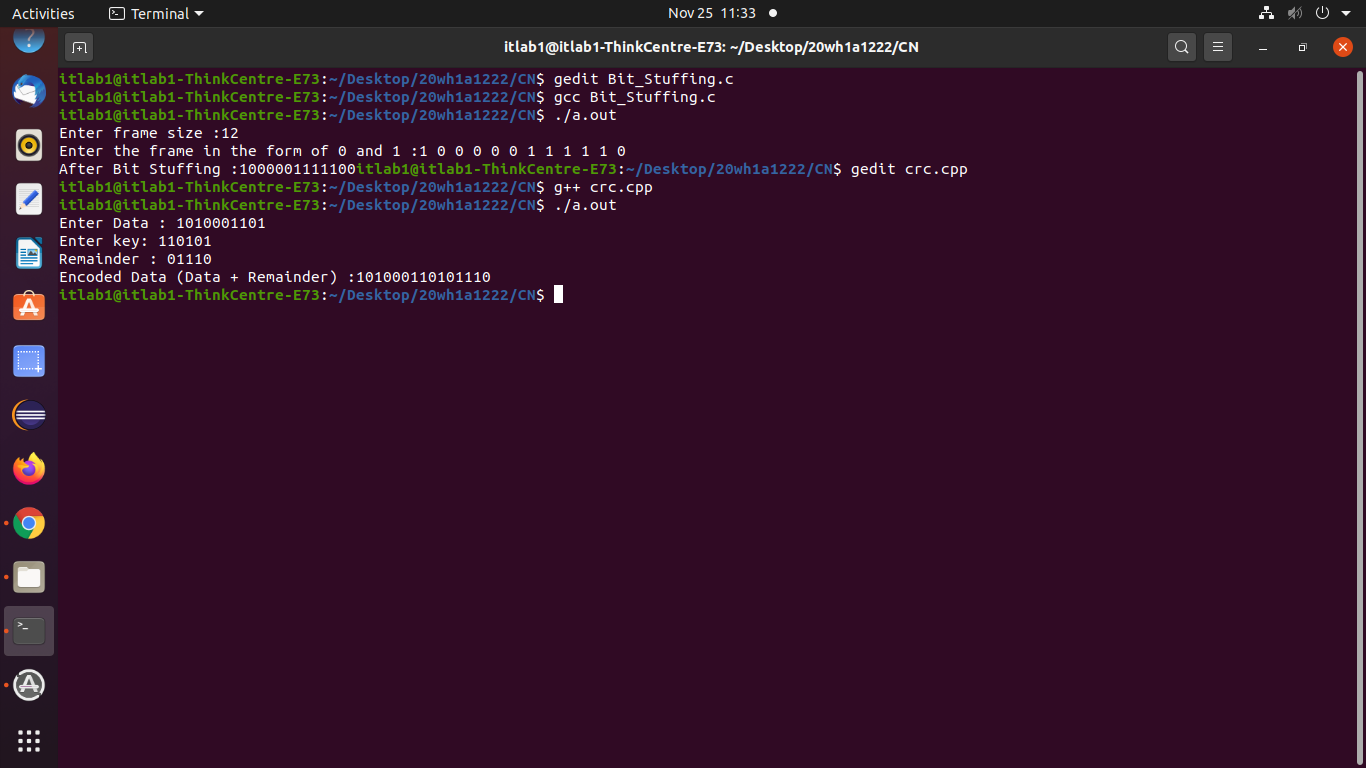 Activities Terminal Nov 25 11:33
itlab1@itlab1-ThinkCentre-E73: ~/Desktop/20wh1a1222/CN
itlab1@itlab1-ThinkCentre-E73:~/Desktop/20wh1a1222/CN$ gedit Bit_Stuffing.c
itlab1@itlab1-ThinkCentre-E73:~/Desktop/20wh1a1222/CN$ gcc Bit_Stuffing.c
itlab1@itlab1-ThinkCentre-E73:~/Desktop/20wh1a1222/CN$ ./a.out
Enter frame size :12
Enter the frame in the form of 0 and 1 :1 0 0 0 0 0 1 1 1 1 1 0
After Bit Stuffing :1000001111100itlab1@itlab1-ThinkCentre-E73:~/Desktop/20wh1a1222/CN$ gedit crc.cpp
itlab1@itlab1-ThinkCentre-E73:~/Desktop/20wh1a1222/CN$ g++ crc.cpp
itlab1@itlab1-ThinkCentre-E73:~/Desktop/20wh1a1222/CN$ ./a.out
Enter Data : 1010001101
Enter key: 110101
Remainder : 01110
Encoded Data (Data + Remainder) :101000110101110
itlab1@itlab1-ThinkCentre-E73:~/Desktop/20wh1a1222/CN$